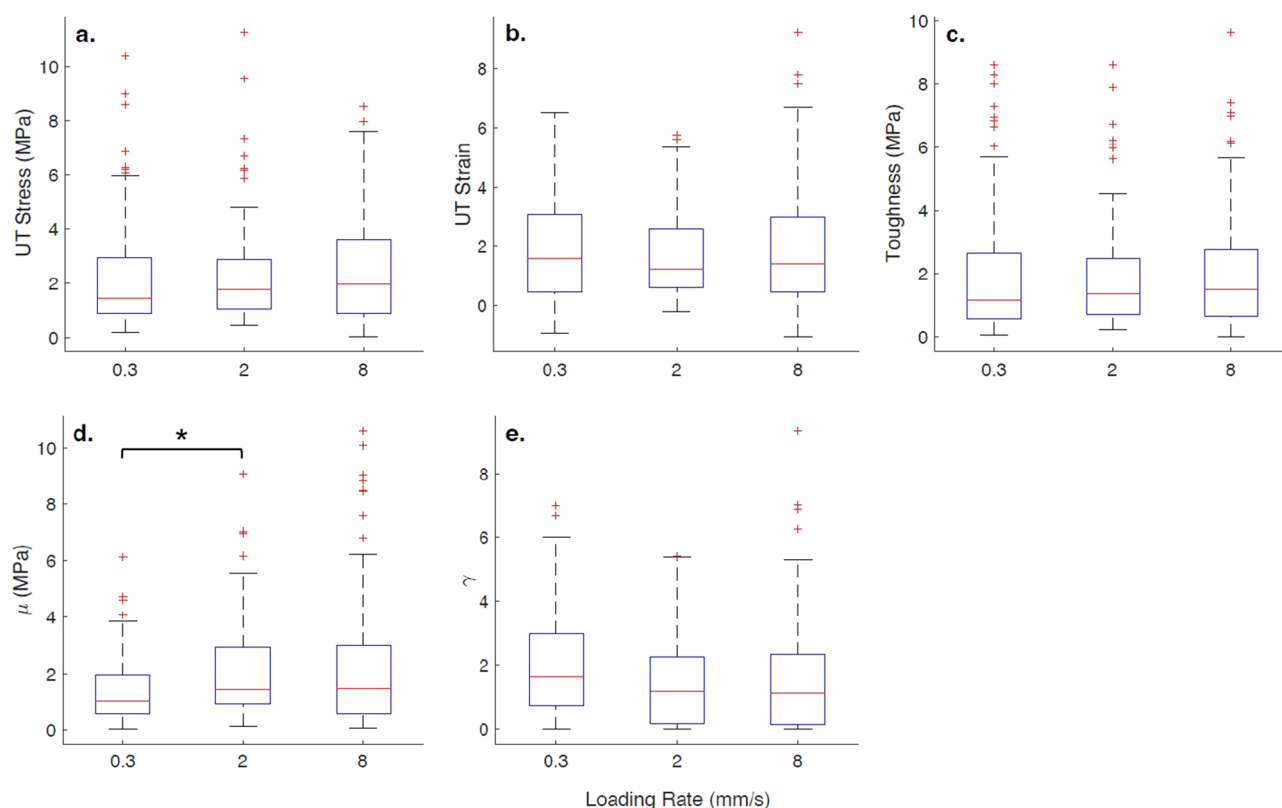 a.
UT Stress (MPa)
10
8
6
4
2
0
0.3 2 8
b.
UT Strain
8
6
4
2
0
0.3 2 8
c.
Toughness (MPa)
10
8
6
4
2
0
0.3 2 8
d.
*
μ (MPa)
10
8
6
4
2
0
0.3 2 8
e.
γ
8
6
4
2
0
0.3 2 8
Loading Rate (mm/s)